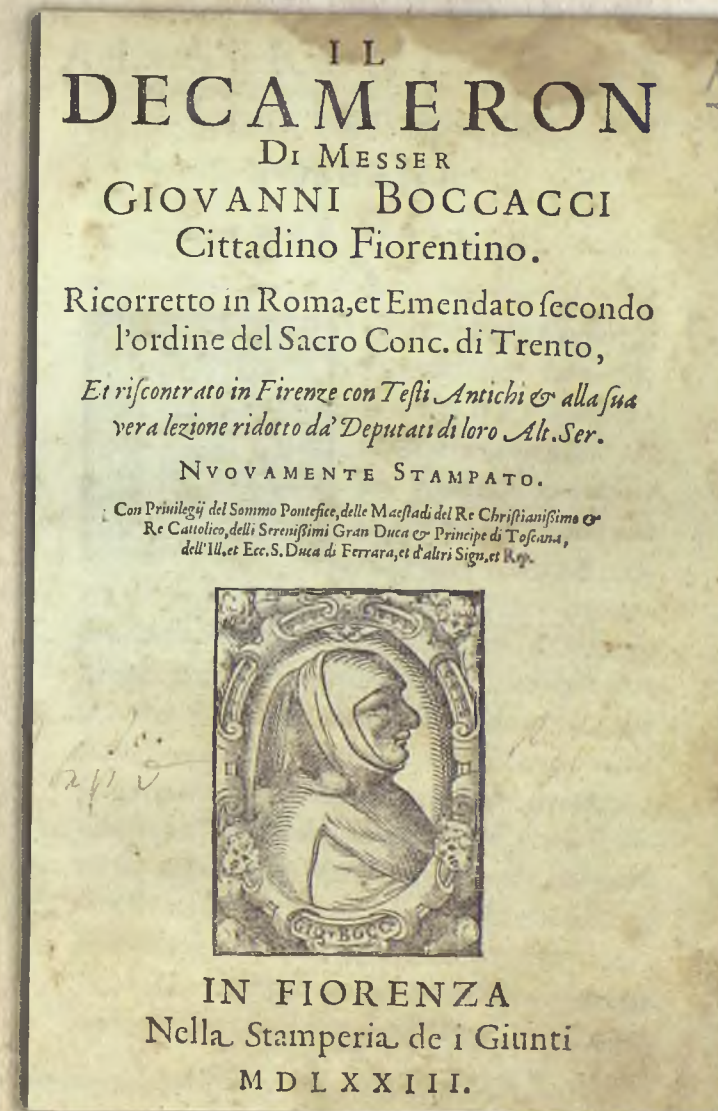 IL
DECAMERON
DI MESSER
GIOVANNI BOCCACCI
Cittadino Fiorentino.
Ricorretto in Roma, et Emendato ſecondo
l'ordine del Sacro Conc. di Trento,
Et riſcontrato in Firenze con Teſti Antichi & alla ſua
vera lezione ridotto da' Deputati di loro Alt. Ser.
NVOVAMENTE STAMPATO.
Con Priuilegij del Sommo Pontefice, delle Maeſtadi del Re Chriſtianiſſimo &
Re Cattolico, delli Sereniſſimi Gran Duca & Principe di Toſcana,
dell'Ill. et Ecc. S. Duca di Ferrara, et d'altri Sign. et Rep.
GIO. BOCC.
IN FIORENZA
Nella Stamperia de i Giunti
MDLXXIII.